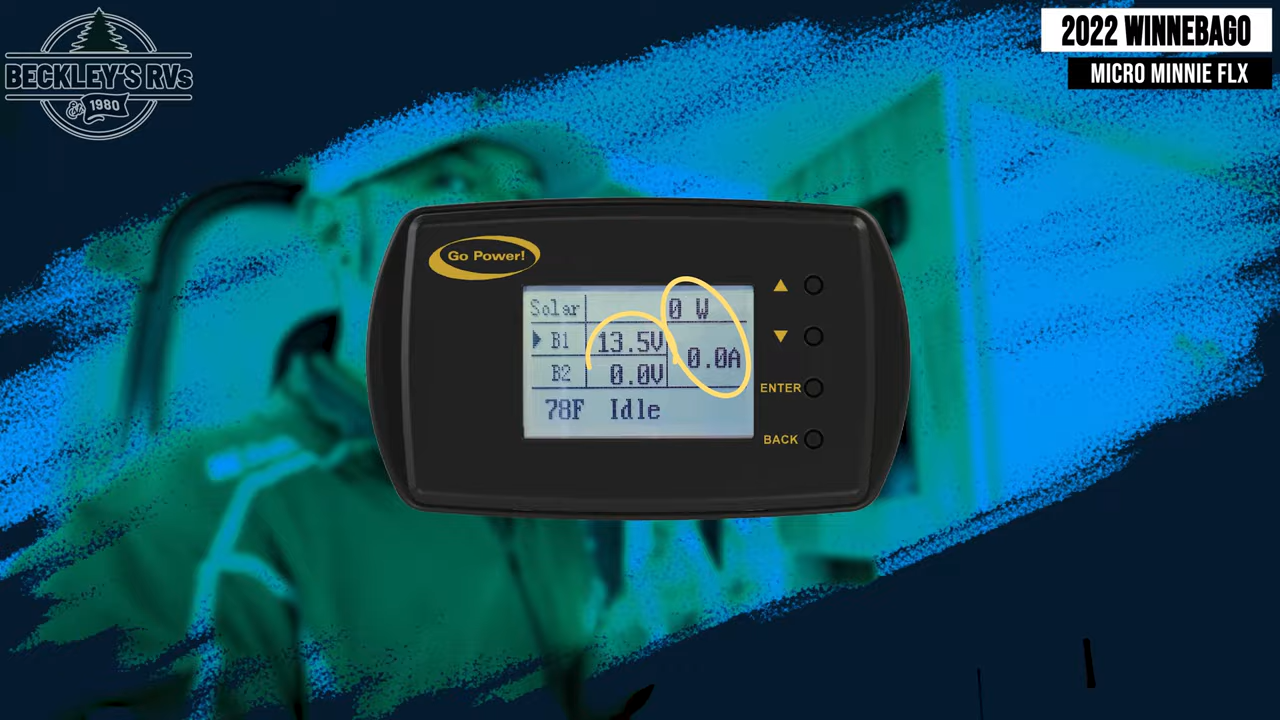 BECKLEY'S RVs
EST 1980
2022 WINNEBAGO
MICRO MINNIE FLX
Go Power!
Solar 0 W
B1 13.5V 0.0A
B2 0.0V
78F Idle
ENTER
BACK